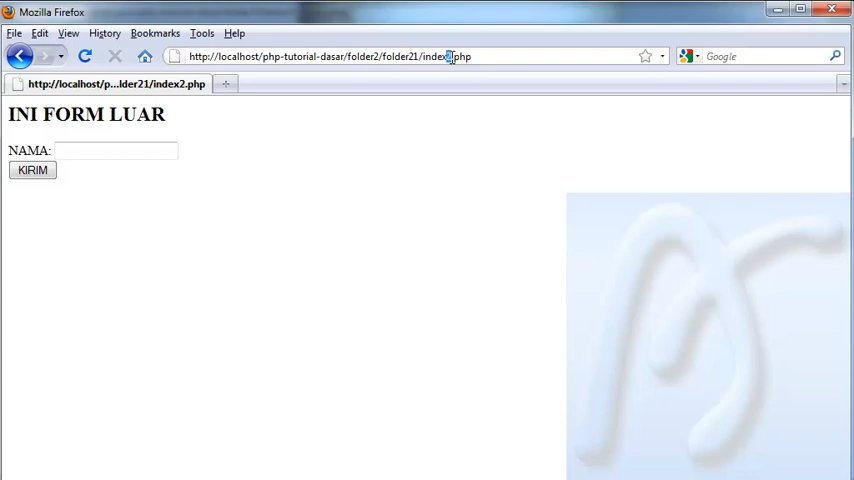 Mozilla Firefox
File Edit View History Bookmarks Tools Help
http://localhost/php-tutorial-dasar/folder2/folder21/index2.php
Google
http://localhost/p...lder21/index2.php
INI FORM LUAR
NAMA:
KIRIM